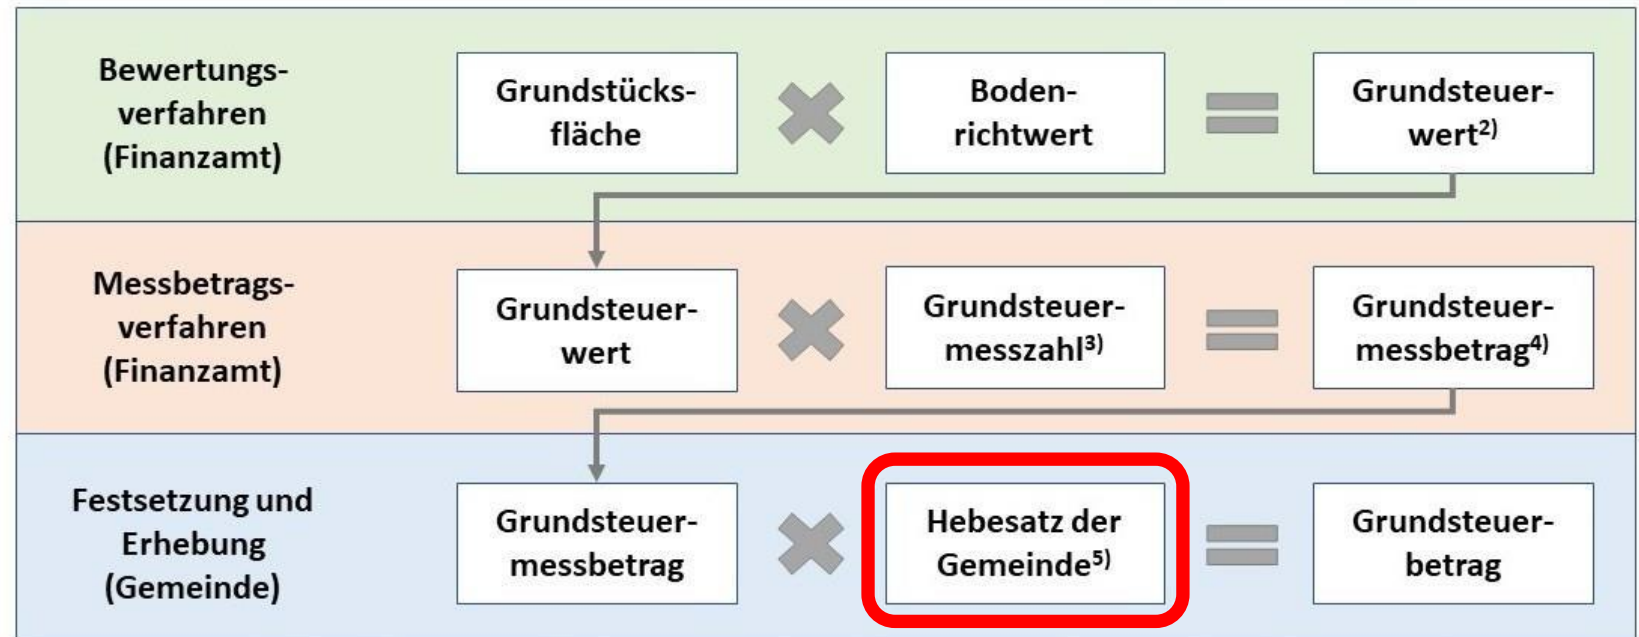 Bewertungs-
verfahren
(Finanzamt)
Grundstücks-
fläche
Boden-
richtwert
Grundsteuer-
wert2)
Messbetrags-
verfahren
(Finanzamt)
Grundsteuer-
wert
Grundsteuer-
messzahl3)
Grundsteuer-
messbetrag4)
Festsetzung und
Erhebung
(Gemeinde)
Grundsteuer-
messbetrag
Hebesatz der
Gemeinde5)
Grundsteuer-
betrag